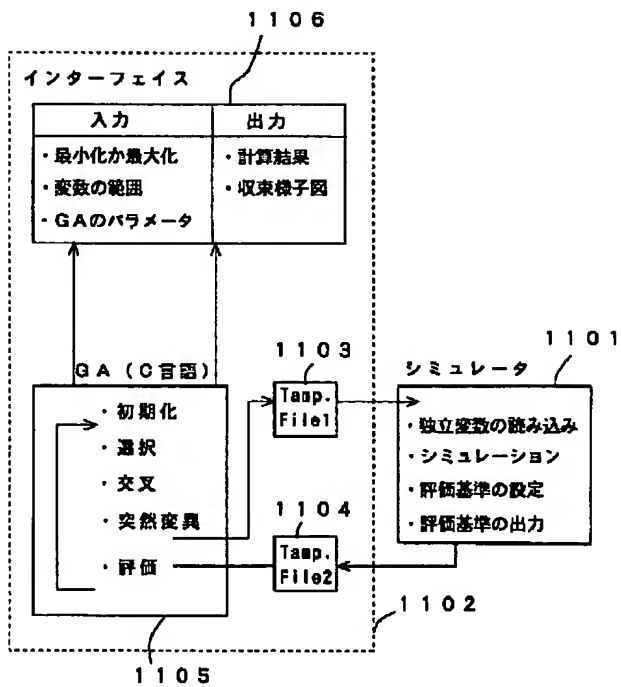 1106
インターフェイス
入力
出力
・最小化か最大化
・変数の範囲
・GAのパラメータ
・計算結果
・収束様子図
GA(C言語)
・初期化
・選択
・交叉
・突然変異
・評価
1103
Tamp.
File1
1104
Tamp.
File2
1101
シミュレータ
・独立変数の読み込み
・シミュレーション
・評価基準の設定
・評価基準の出力
1102
1105